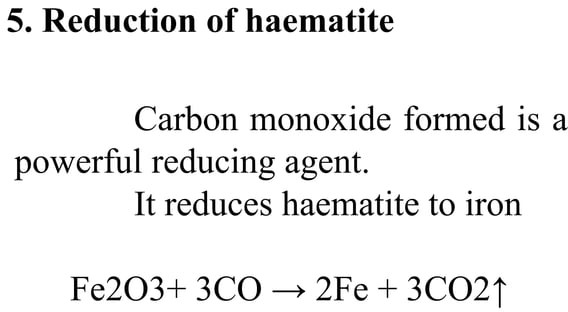 5. Reduction of haematite
Carbon monoxide formed is a
powerful reducing agent.
It reduces haematite to iron
Fe2O3+ 3CO → 2Fe + 3CO2↑